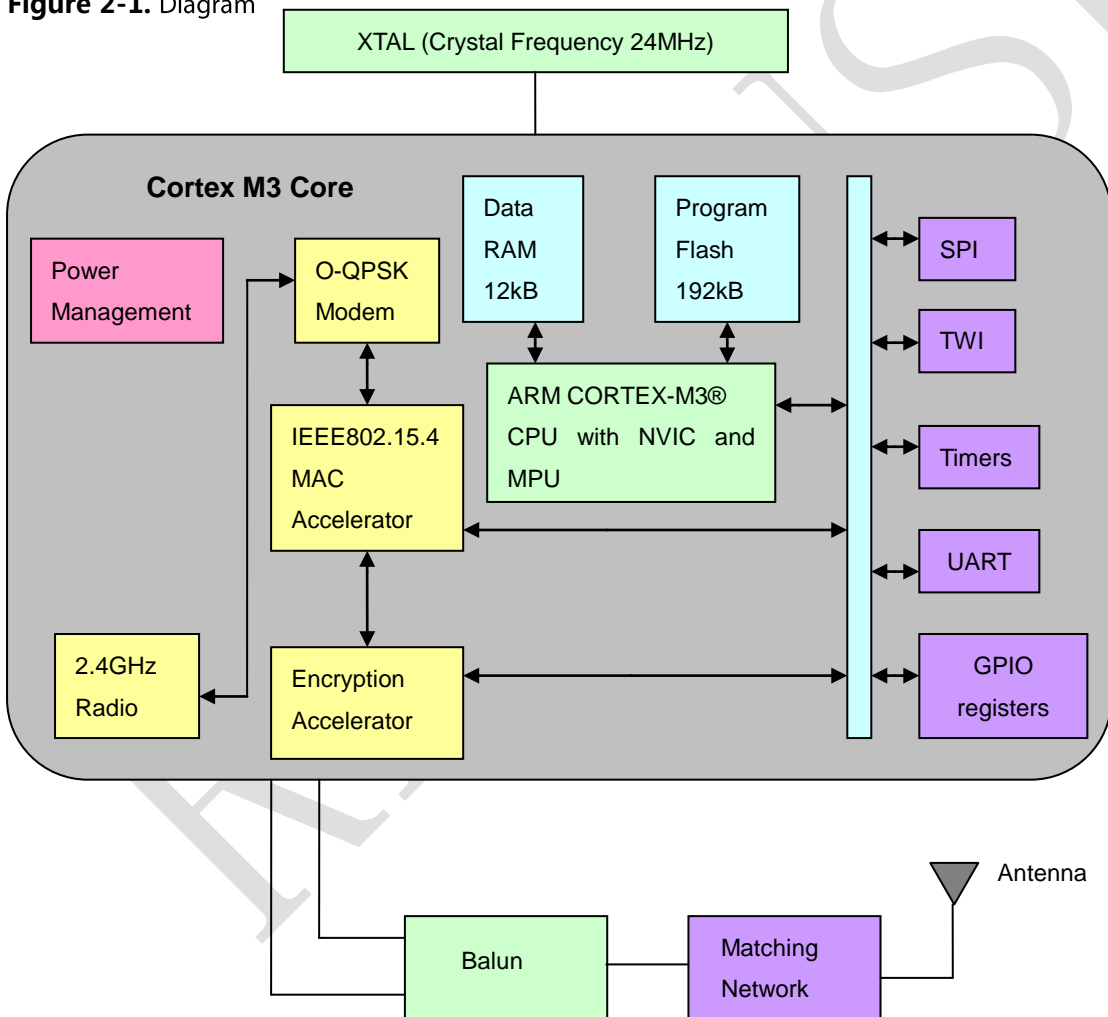 Figure 2-1. Diagram
XTAL (Crystal Frequency 24MHz)
Cortex M3 Core
Power
Management
O-QPSK
Modem
Data
RAM
12kB
Program
Flash
192kB
SPI
TWI
ARM CORTEX-M3®
CPU with NVIC and
MPU
IEEE802.15.4
MAC
Accelerator
Timers
UART
2.4GHz
Radio
Encryption
Accelerator
GPIO
registers
Antenna
Balun
Matching
Network